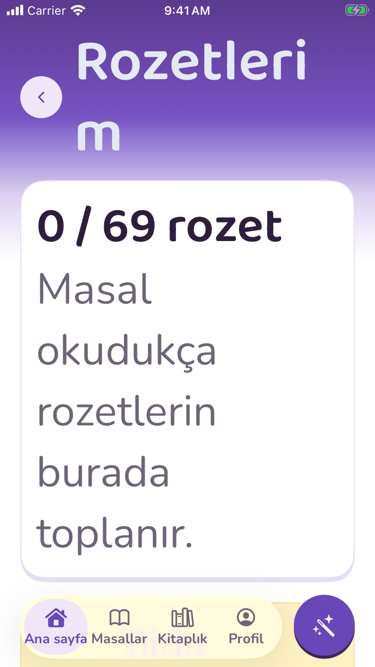 Carrier
9:41 AM
Rozetleri
m
0 / 69 rozet
Masal
okudukça
rozetlerin
burada
toplanır.
Ana sayfa
Masallar
Kitaplık
Profil